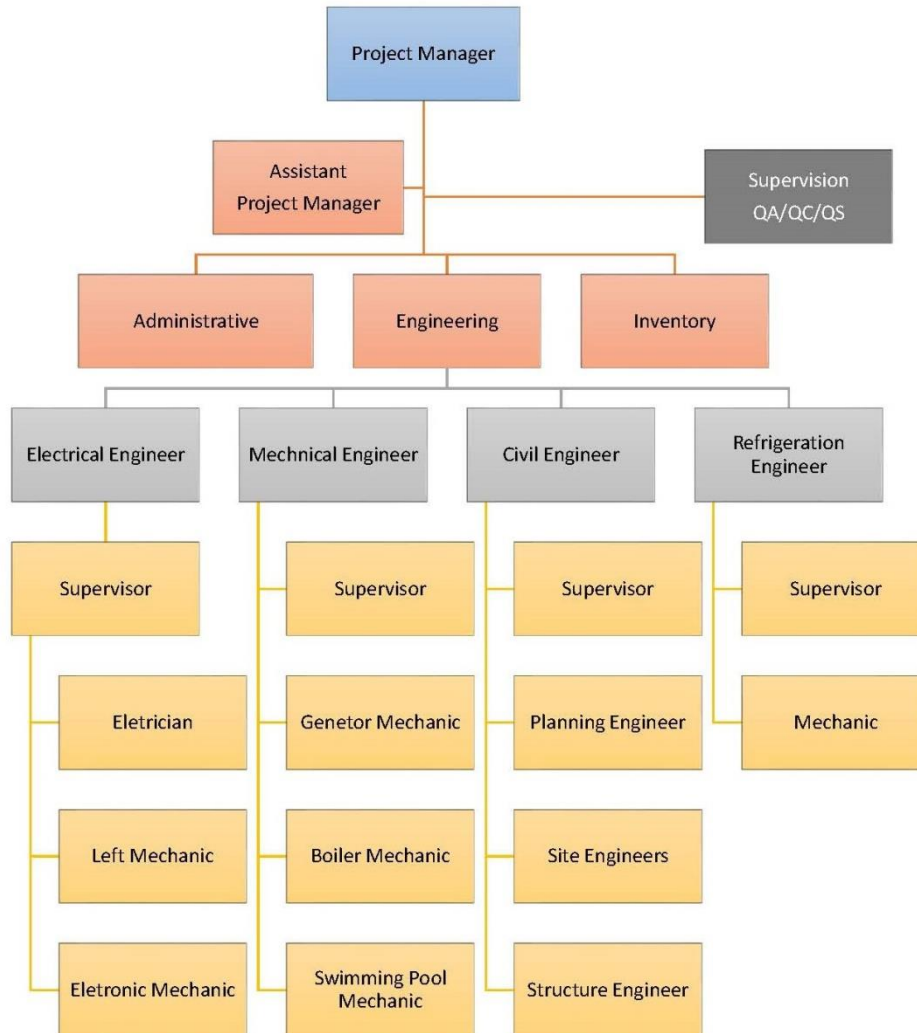 Project Manager
Assistant
Project Manager
Supervision
QA/QC/QS
Administrative
Engineering
Inventory
Electrical Engineer
Mechnical Engineer
Civil Engineer
Refrigeration
Engineer
Supervisor
Supervisor
Supervisor
Supervisor
Eletrician
Genetor Mechanic
Planning Engineer
Mechanic
Left Mechanic
Boiler Mechanic
Site Engineers
Eletronic Mechanic
Swimming Pool
Mechanic
Structure Engineer